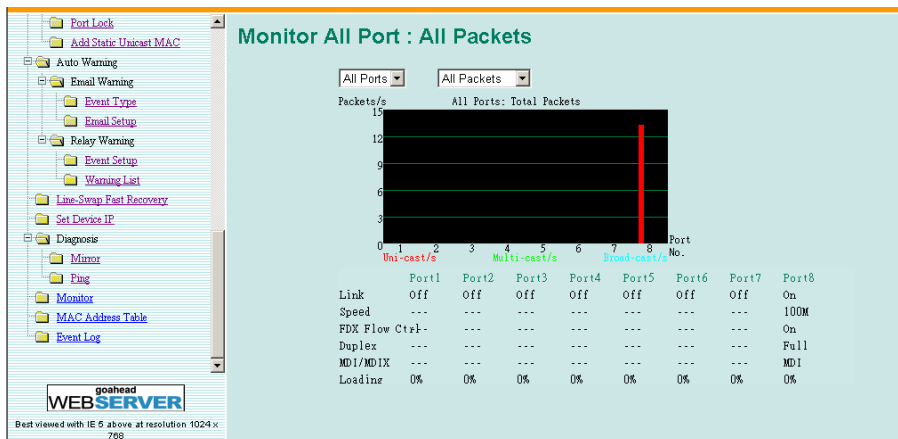 Port Lock
Add Static Unicast MAC
Auto Warning
Email Warning
Event Type
Email Setup
Relay Warning
Event Setup
Warning List
Line-Swap Fast Recovery
Set Device IP
Diagnosis
Mirror
Ping
Monitor
MAC Address Table
Event Log
goahead
WEBSERVER
Best viewed with IE 5 above at resolution 1024 x
768
Monitor All Port : All Packets
All Ports All Packets
Packets/s All Ports: Total Packets
15
12
9
6
3
0 1 2 3 4 5 6 7 8 Port
No.
Uni-cast/s Multi-cast/s Broad-cast/s
Port1 Port2 Port3 Port4 Port5 Port6 Port7 Port8
Link Off Off Off Off Off Off Off On
Speed --- --- --- --- --- --- --- 100M
FDX Flow Ctrl--- --- --- --- --- --- --- On
Duplex --- --- --- --- --- --- --- Full
MDI/MDIX --- --- --- --- --- --- --- MDI
Loading 0% 0% 0% 0% 0% 0% 0% 0%